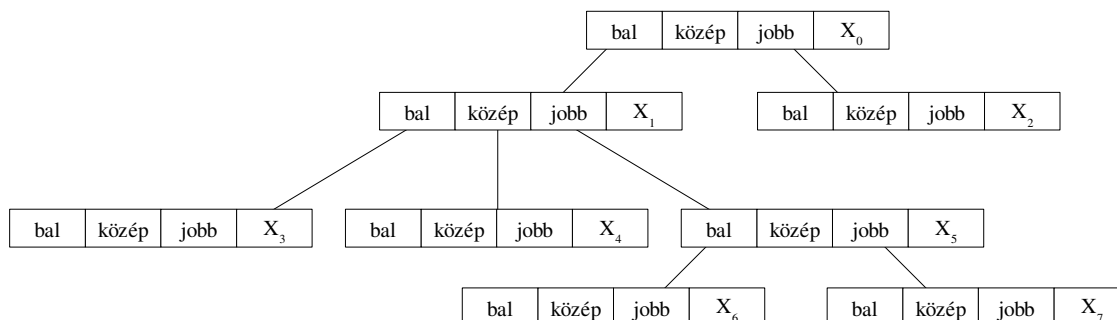 bal közép jobb X₀
bal közép jobb X₁ bal közép jobb X₂
bal közép jobb X₃ bal közép jobb X₄ bal közép jobb X₅
bal közép jobb X₆ bal közép jobb X₇